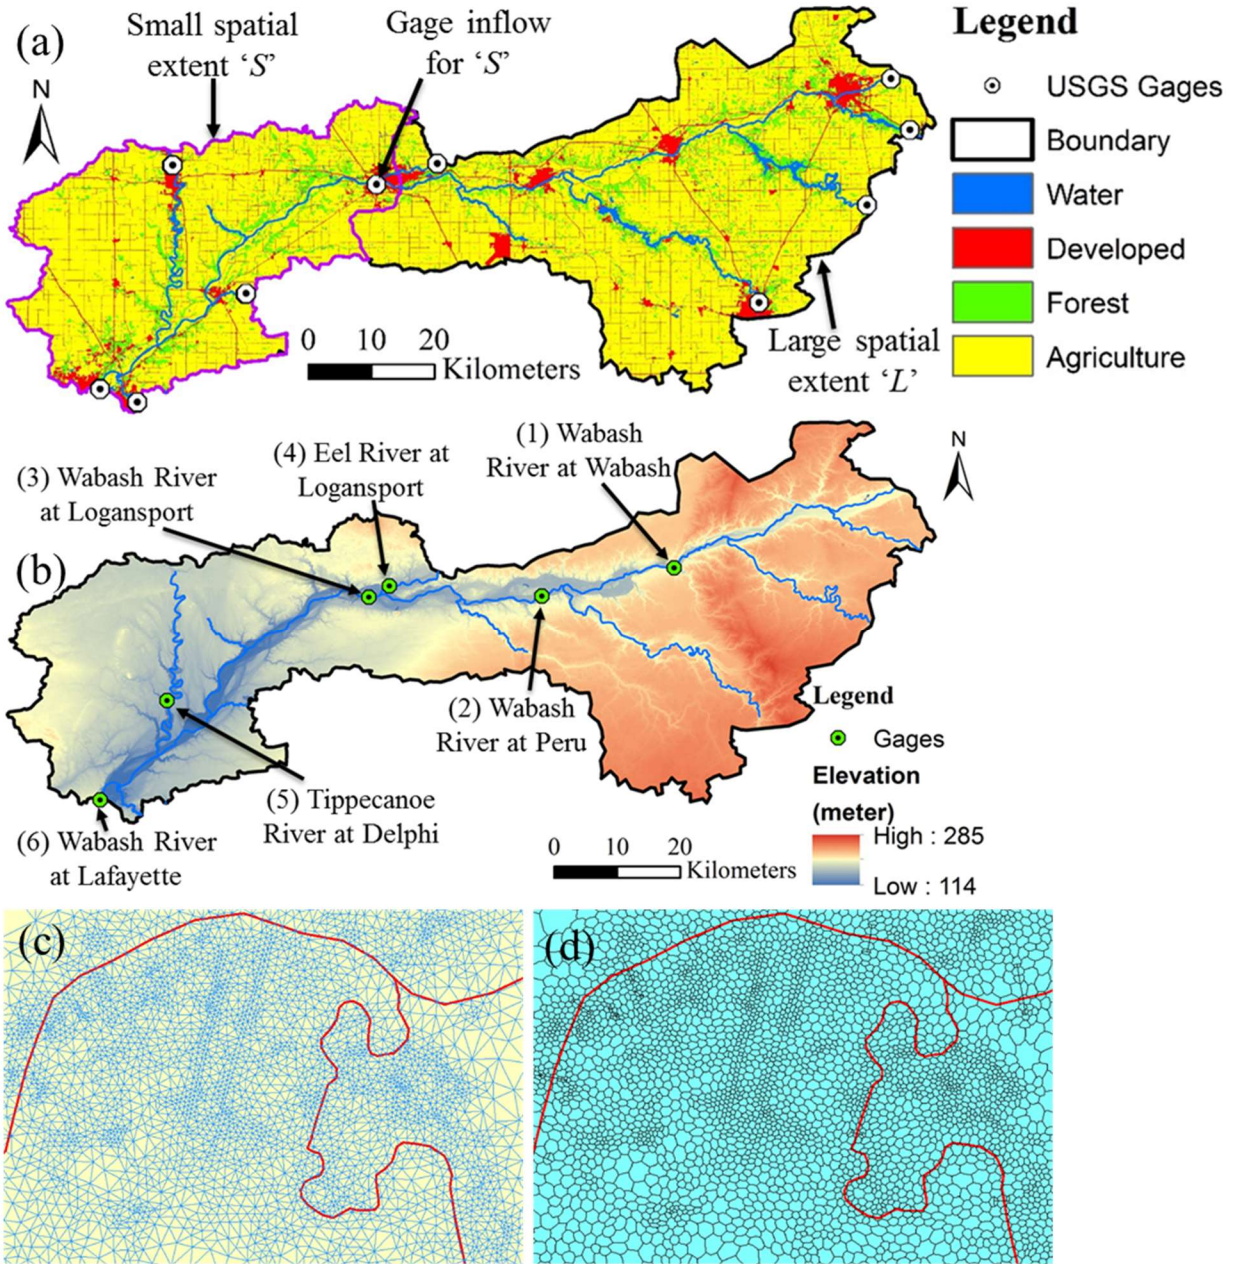 (a)
Small spatial
extent ‘S’
Gage inflow
for ‘S’
N
0 10 20
Kilometers
Large spatial
extent ‘L’
Legend
USGS Gages
Boundary
Water
Developed
Forest
Agriculture
(b)
(1) Wabash
River at Wabash
(4) Eel River at
Logansport
(3) Wabash River
at Logansport
N
(2) Wabash
River at Peru
(5) Tippecanoe
River at Delphi
(6) Wabash River
at Lafayette
0 10 20
Kilometers
Legend
Gages
Elevation
(meter)
High : 285
Low : 114
(c)
(d)